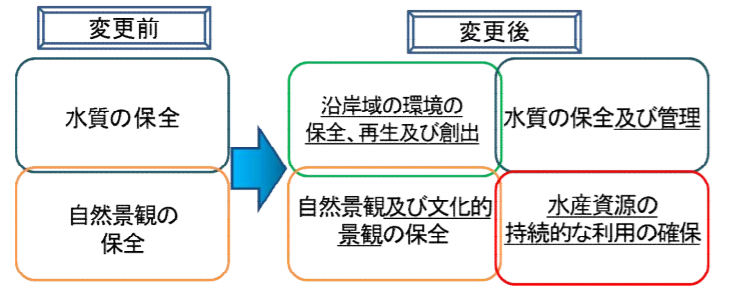 変更前
変更後
水質の保全
自然景観の
保全
沿岸域の環境の
保全、再生及び創出
水質の保全及び管理
自然景観及び文化的
景観の保全
水産資源の
持続的な利用の確保